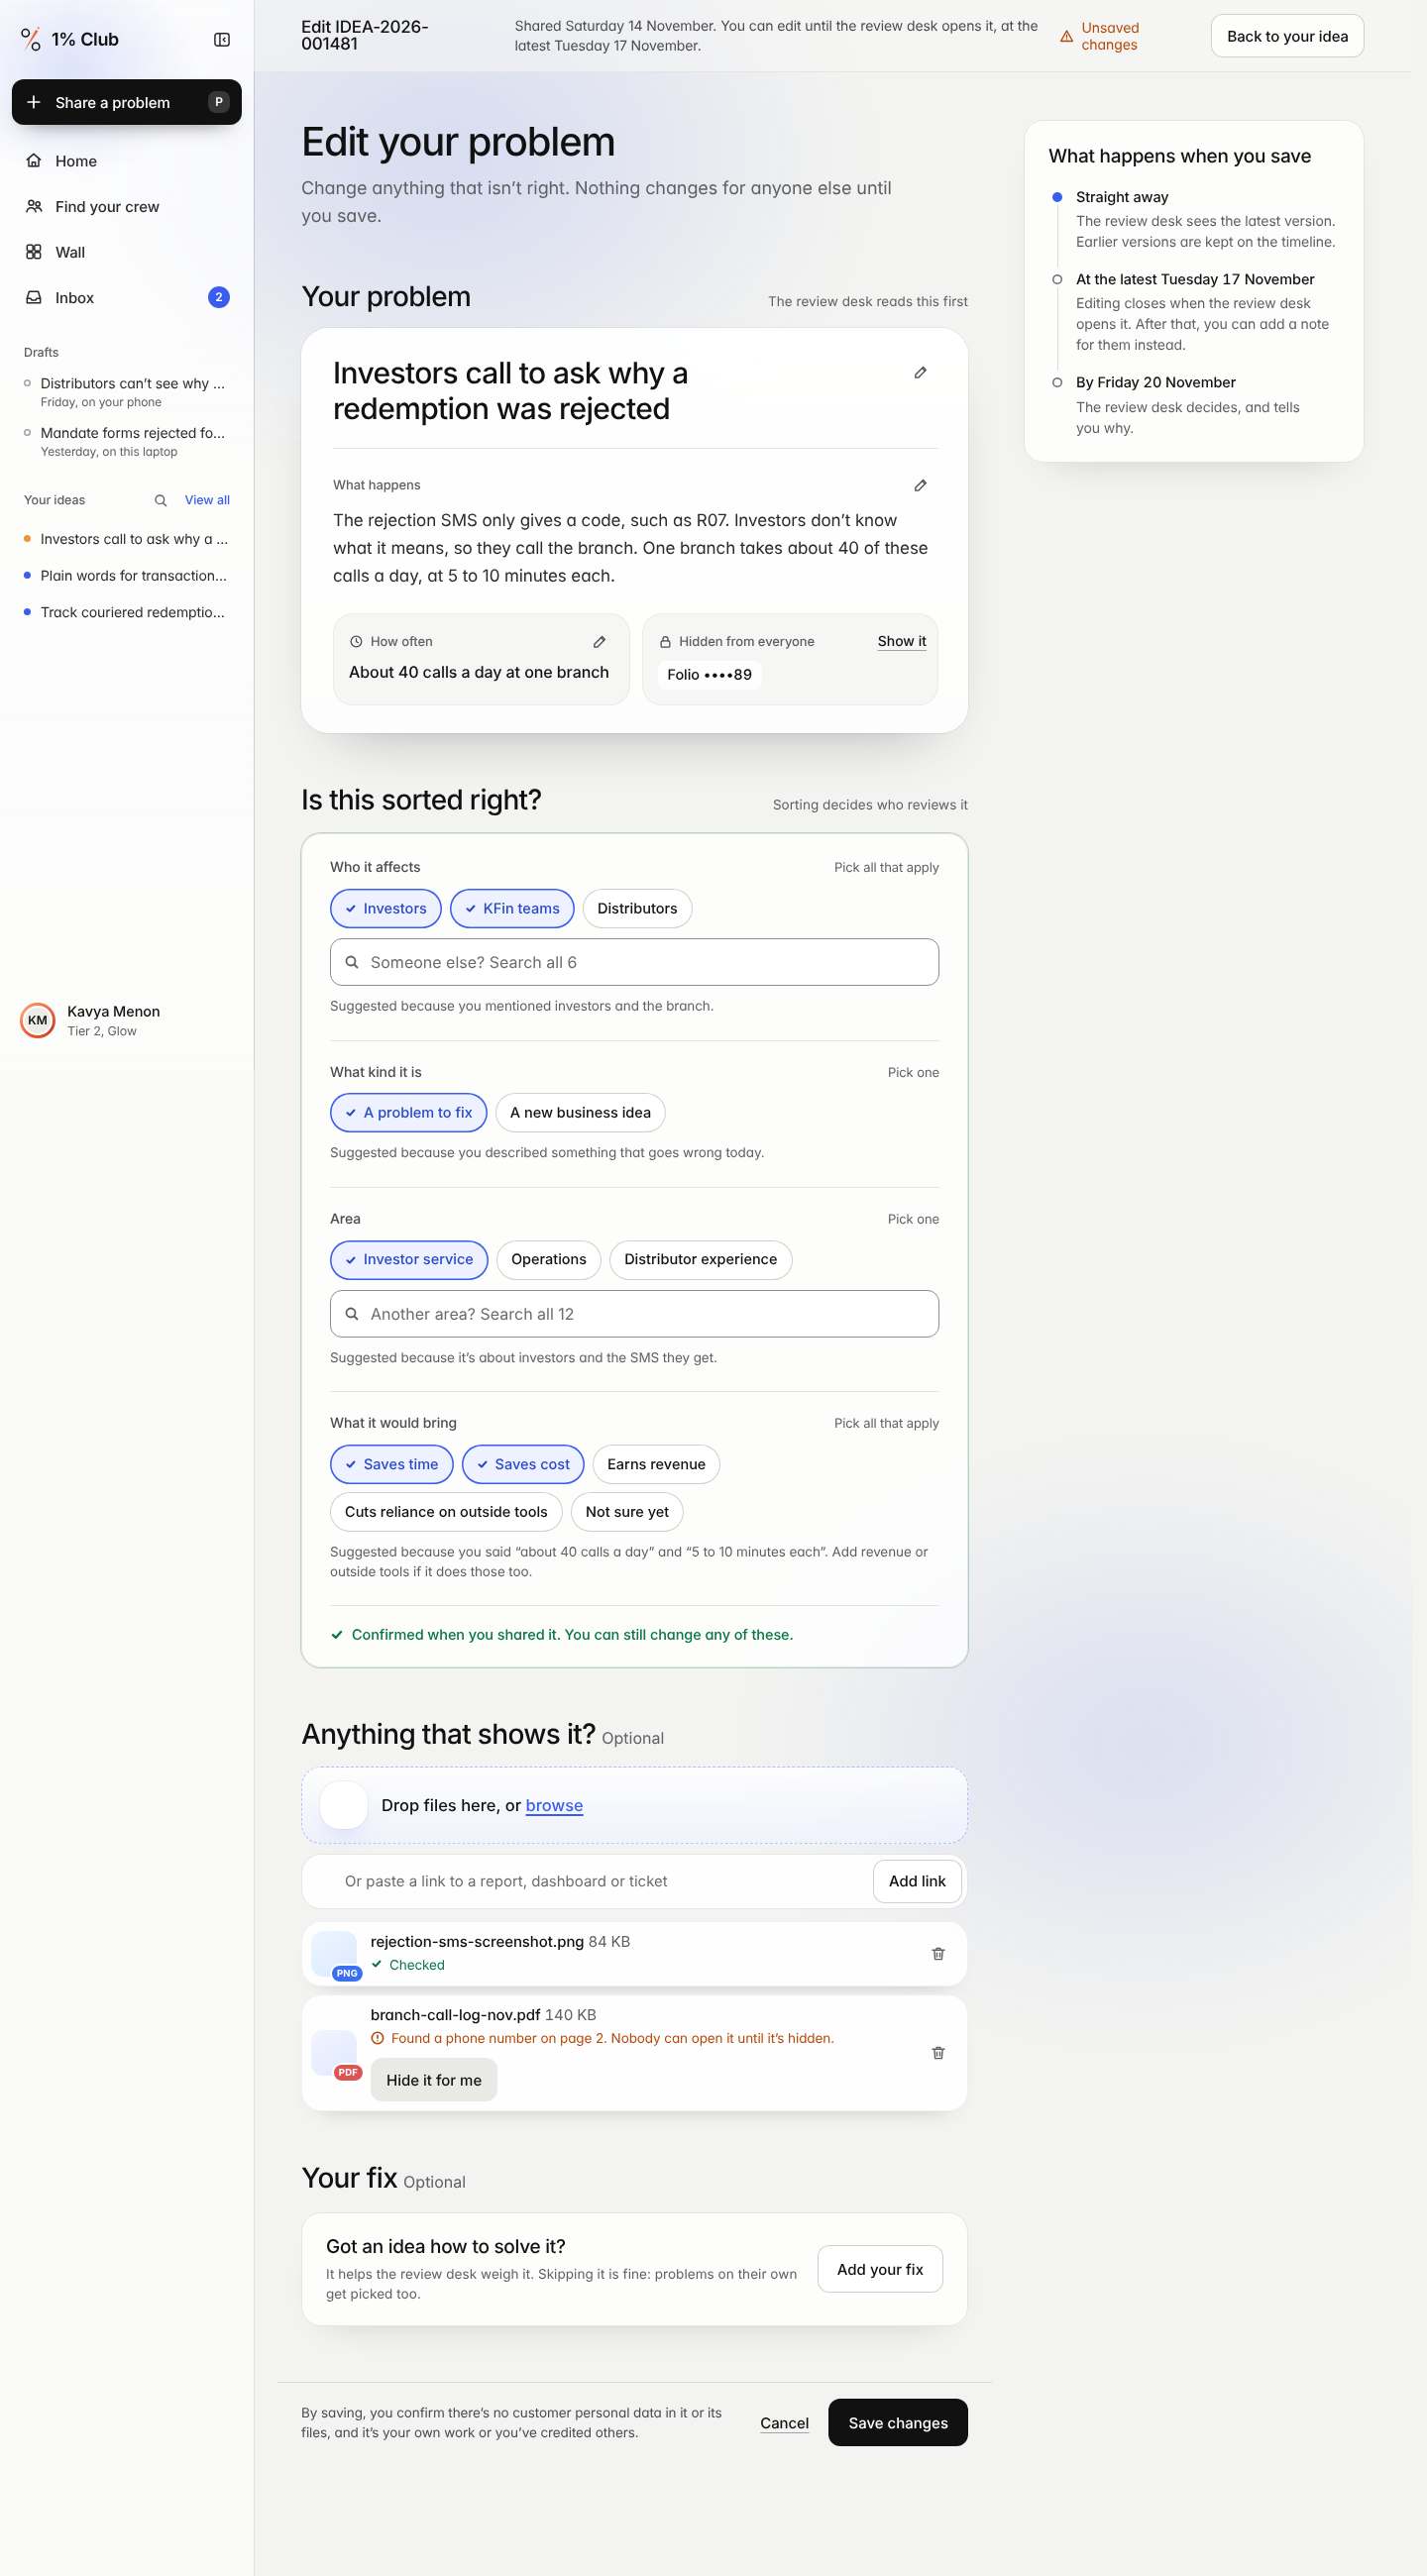 1% Club
Share a problem P
Home
Find your crew
Wall
Inbox 2
Drafts
Distributors can’t see why ...
Friday, on your phone
Mandate forms rejected fo...
Yesterday, on this laptop
Your ideas View all
Investors call to ask why a ...
Plain words for transaction...
Track couriered redemptio...
KM Kavya Menon
Tier 2, Glow
Edit IDEA-2026-
001481
Shared Saturday 14 November. You can edit until the review desk opens it, at the
latest Tuesday 17 November.
Unsaved
changes
Back to your idea
Edit your problem
Change anything that isn’t right. Nothing changes for anyone else until
you save.
Your problem The review desk reads this first
Investors call to ask why a
redemption was rejected
What happens
The rejection SMS only gives a code, such as R07. Investors don’t know
what it means, so they call the branch. One branch takes about 40 of these
calls a day, at 5 to 10 minutes each.
How often
About 40 calls a day at one branch
Hidden from everyone Show it
Folio ••••89
Is this sorted right? Sorting decides who reviews it
Who it affects Pick all that apply
Investors KFin teams Distributors
Someone else? Search all 6
Suggested because you mentioned investors and the branch.
What kind it is Pick one
A problem to fix A new business idea
Suggested because you described something that goes wrong today.
Area Pick one
Investor service Operations Distributor experience
Another area? Search all 12
Suggested because it’s about investors and the SMS they get.
What it would bring Pick all that apply
Saves time Saves cost Earns revenue
Cuts reliance on outside tools Not sure yet
Suggested because you said “about 40 calls a day” and “5 to 10 minutes each”. Add revenue or
outside tools if it does those too.
Confirmed when you shared it. You can still change any of these.
Anything that shows it? Optional
Drop files here, or browse
Or paste a link to a report, dashboard or ticket Add link
rejection-sms-screenshot.png 84 KB
Checked
PNG
branch-call-log-nov.pdf 140 KB
Found a phone number on page 2. Nobody can open it until it’s hidden.
PDF
Hide it for me
Your fix Optional
Got an idea how to solve it?
It helps the review desk weigh it. Skipping it is fine: problems on their own
get picked too.
Add your fix
By saving, you confirm there’s no customer personal data in it or its
files, and it’s your own work or you’ve credited others.
Cancel Save changes
What happens when you save
Straight away
The review desk sees the latest version.
Earlier versions are kept on the timeline.
At the latest Tuesday 17 November
Editing closes when the review desk
opens it. After that, you can add a note
for them instead.
By Friday 20 November
The review desk decides, and tells
you why.